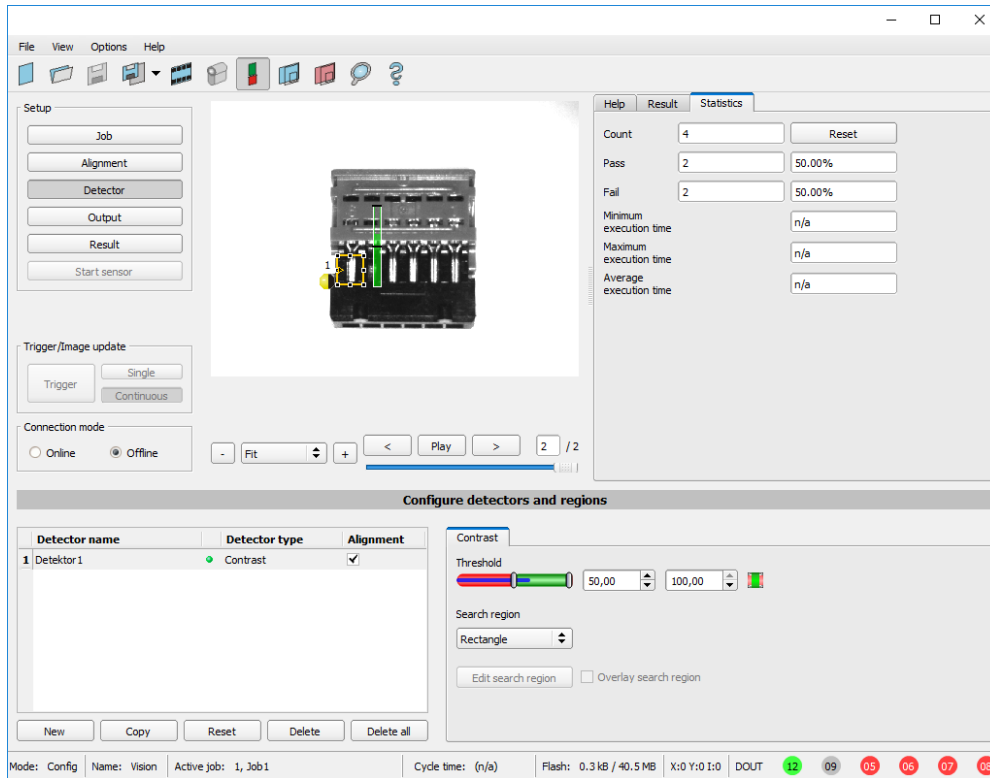 File View Options Help
Setup
Job
Alignment
Detector
Output
Result
Start sensor
Trigger/Image update
Trigger
Single
Continuous
Connection mode
Online Offline
1
- Fit + < Play > 2 / 2
Help Result Statistics
Count 4 Reset
Pass 2 50.00%
Fail 2 50.00%
Minimum
execution time n/a
Maximum
execution time n/a
Average
execution time n/a
Configure detectors and regions
Detector name Detector type Alignment
1 Detektor1 Contrast
New Copy Reset Delete Delete all
Contrast
Threshold
50,00 100,00
Search region
Rectangle
Edit search region Overlay search region
Mode: Config Name: Vision Active job: 1, Job1 Cycle time: (n/a) Flash: 0.3 kB / 40.5 MB X:0 Y:0 I:0 DOUT 12 09 05 06 07 08